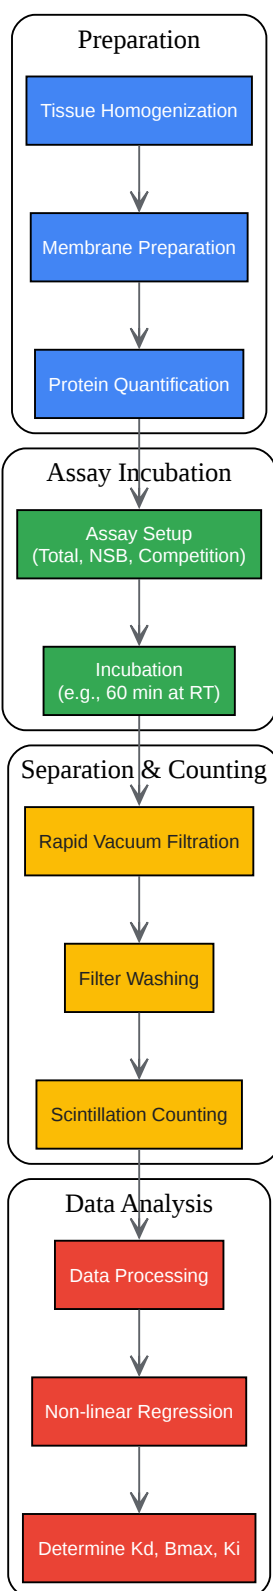 Preparation
Tissue Homogenization
Membrane Preparation
Protein Quantification
Assay Incubation
Assay Setup
(Total, NSB, Competition)
Incubation
(e.g., 60 min at RT)
Separation & Counting
Rapid Vacuum Filtration
Filter Washing
Scintillation Counting
Data Analysis
Data Processing
Non-linear Regression
Determine Kd, Bmax, Ki